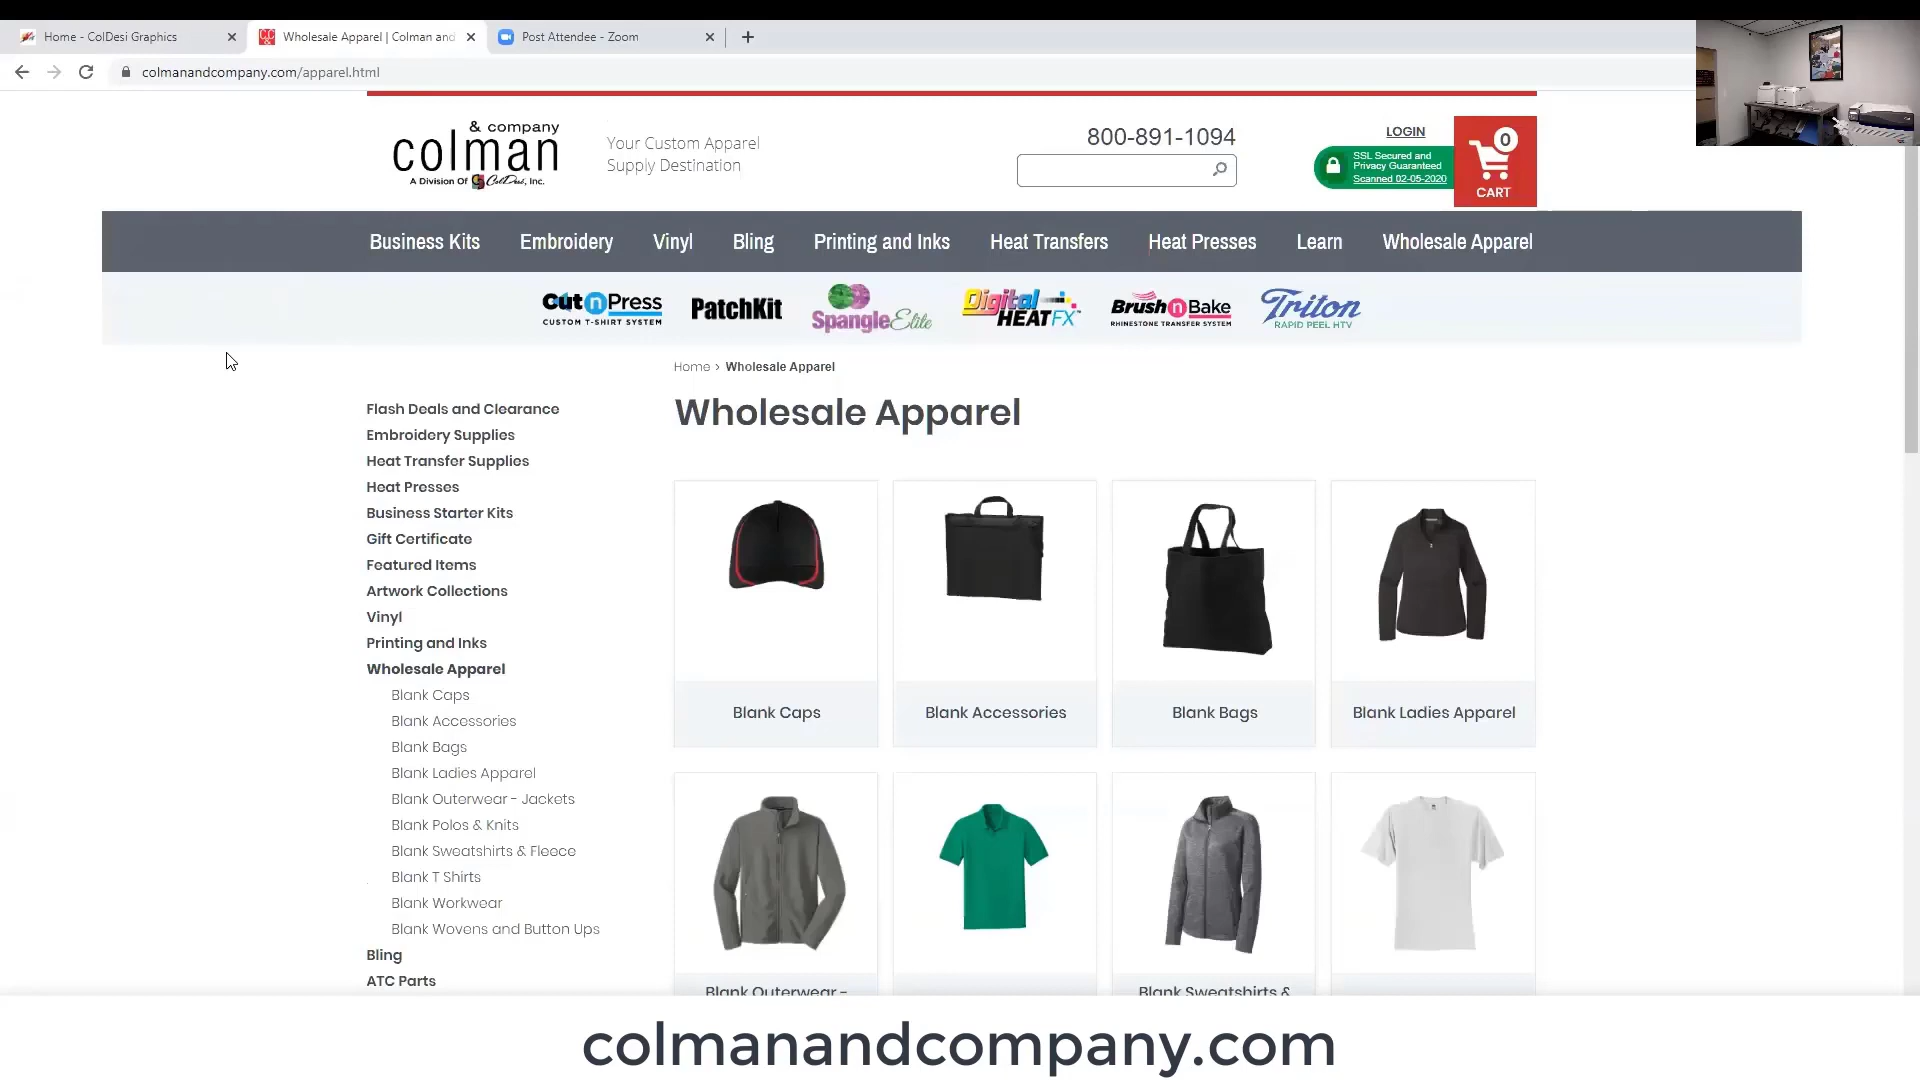 Home - ColDesi Graphics
Wholesale Apparel | Colman and
Post Attendee - Zoom
colmanandcompany.com/apparel.html
& company
colman
A Division Of ColDesi, Inc.
Your Custom Apparel
Supply Destination
800-891-1094
LOGIN
SSL Secured and
Privacy Guaranteed
Scanned 02-05-2020
0
CART
Business Kits
Embroidery
Vinyl
Bling
Printing and Inks
Heat Transfers
Heat Presses
Learn
Wholesale Apparel
Cut n Press
CUSTOM T-SHIRT SYSTEM
PatchKit
Spangle Elite
Digital
HEATFX™
Brush n Bake
RHINESTONE TRANSFER SYSTEM
Triton
RAPID PEEL HTV
Home > Wholesale Apparel
Wholesale Apparel
Flash Deals and Clearance
Embroidery Supplies
Heat Transfer Supplies
Heat Presses
Business Starter Kits
Gift Certificate
Featured Items
Artwork Collections
Vinyl
Printing and Inks
Wholesale Apparel
Blank Caps
Blank Accessories
Blank Bags
Blank Ladies Apparel
Blank Outerwear - Jackets
Blank Polos & Knits
Blank Sweatshirts & Fleece
Blank T Shirts
Blank Workwear
Blank Wovens and Button Ups
Bling
ATC Parts
Blank Caps
Blank Accessories
Blank Bags
Blank Ladies Apparel
Blank Outerwear -
Blank Sweatshirts &
colmanandcompany.com